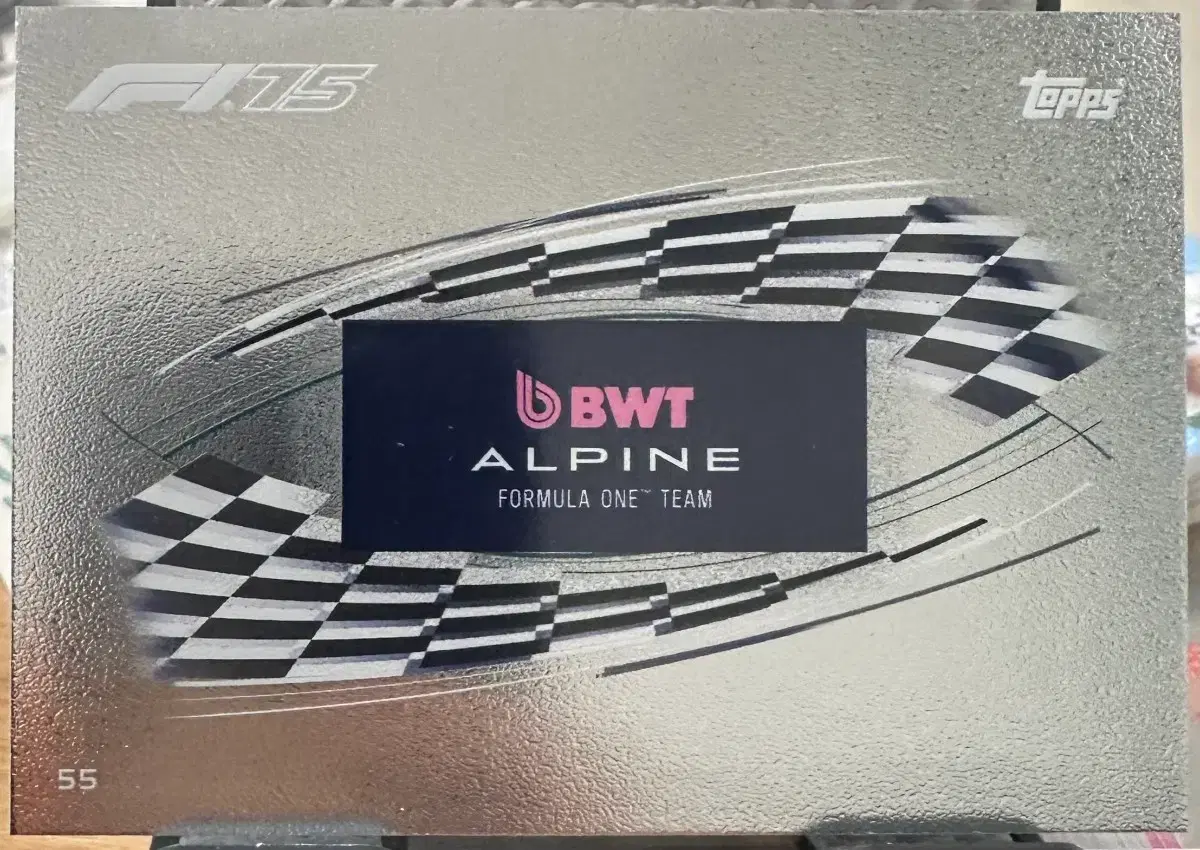 F1 75
Topps
BWT
ALPINE
FORMULA ONE™ TEAM
55